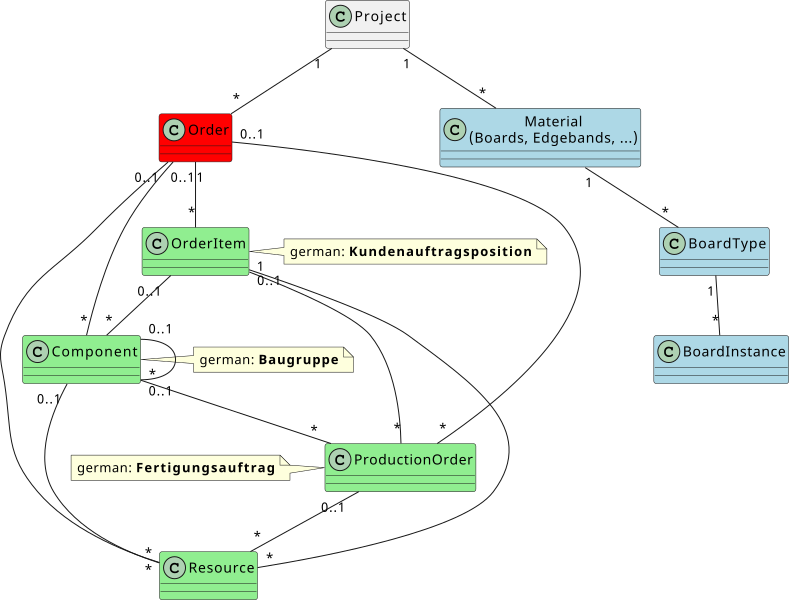 C Project
1
1
*
*
C Order
0..1
C Material
(Boards, Edgebands, ...)
0..1
0..1
1
1
*
*
C OrderItem
german: Kundenauftragsposition
C BoardType
1
0..1
0..1
1
*
*
*
0..1
C Component
german: Baugruppe
C BoardInstance
*
0..1
0..1
*
*
*
C ProductionOrder
german: Fertigungsauftrag
0..1
*
*
*
*
C Resource